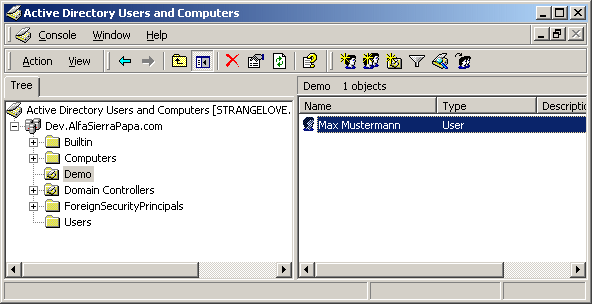 Active Directory Users and Computers
Console Window Help
Action View
Tree
Active Directory Users and Computers [STRANGELOVE.
Dev.AlfaSierraPapa.com
Builtin
Computers
Demo
Domain Controllers
ForeignSecurityPrincipals
Users
Demo 1 objects
Name Type Descriptio
Max Mustermann User